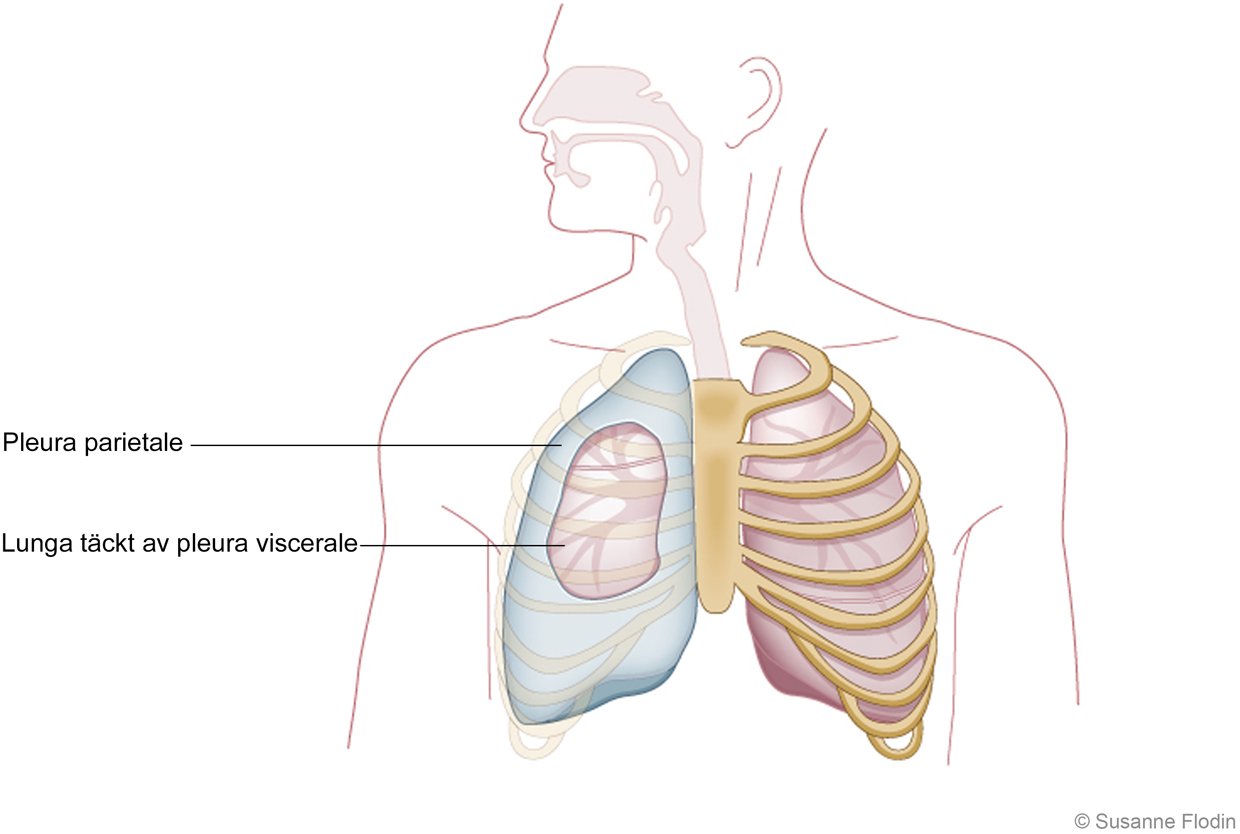 Pleura parietale
Lunga täckt av pleura viscerale
© Susanne Flodin